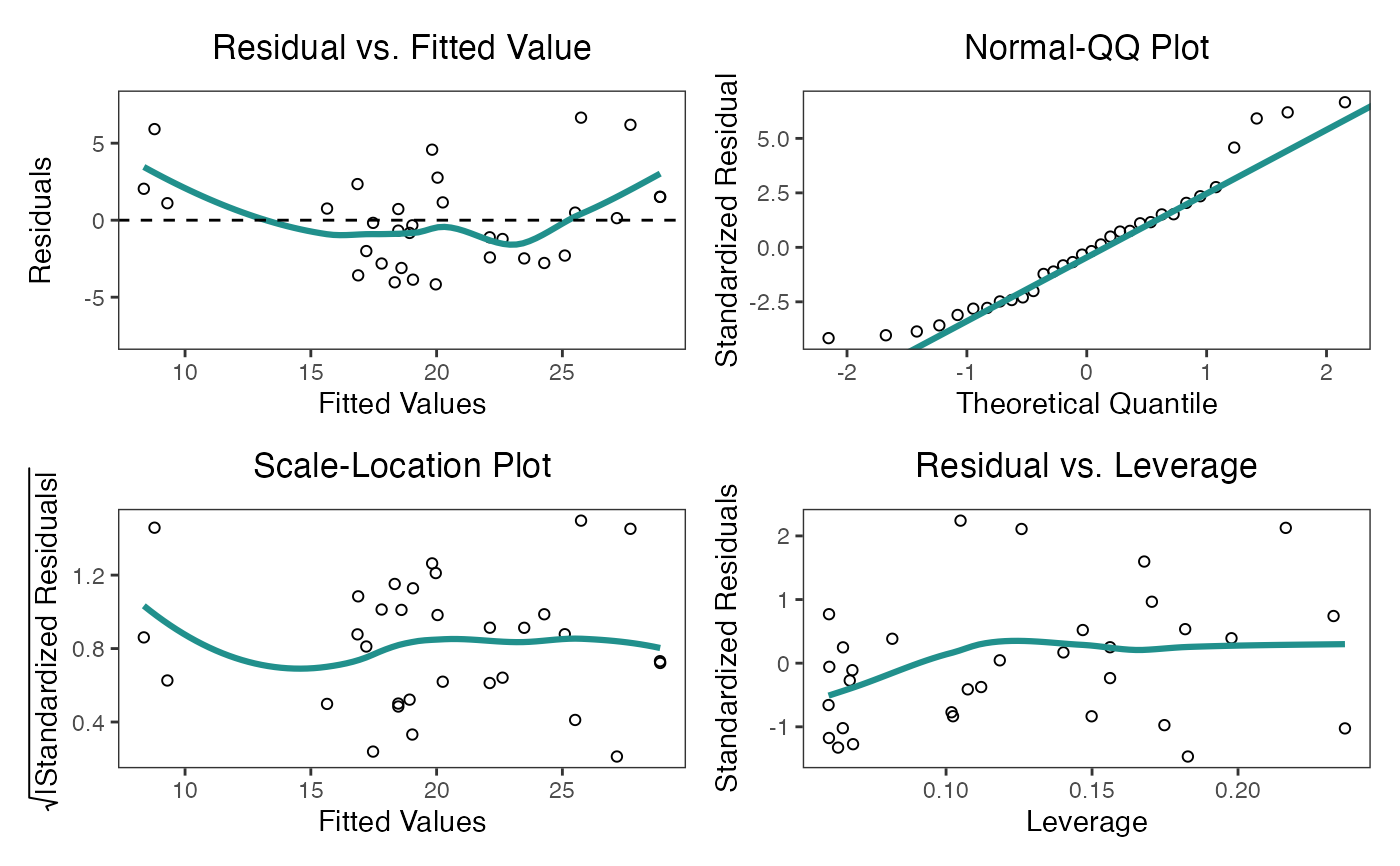 Residual vs. Fitted Value
Residuals
5
0
-5
10 15 20 25
Fitted Values
Normal-QQ Plot
Standardized Residual
5.0
2.5
0.0
-2.5
-2 -1 0 1 2
Theoretical Quantile
Scale-Location Plot
√|Standardized Residuals|
1.2
0.8
0.4
10 15 20 25
Fitted Values
Residual vs. Leverage
Standardized Residuals
2
1
0
-1
0.10 0.15 0.20
Leverage